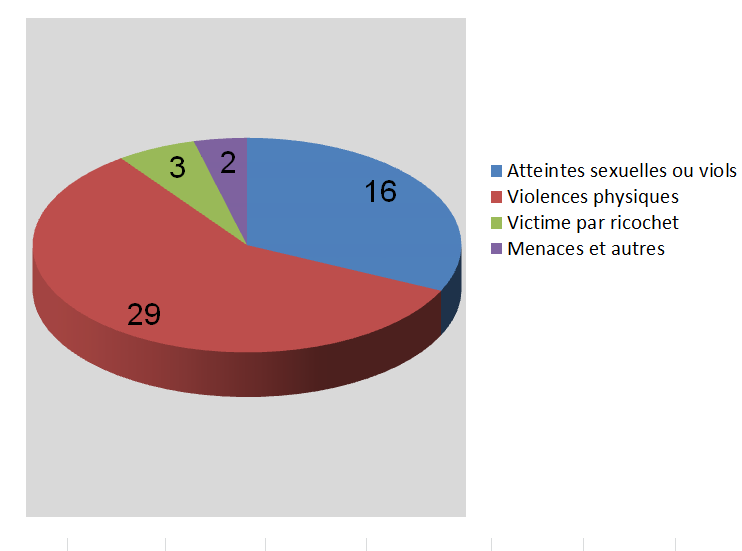 3
2
16
29
Atteintes sexuelles ou viols
Violences physiques
Victime par ricochet
Menaces et autres